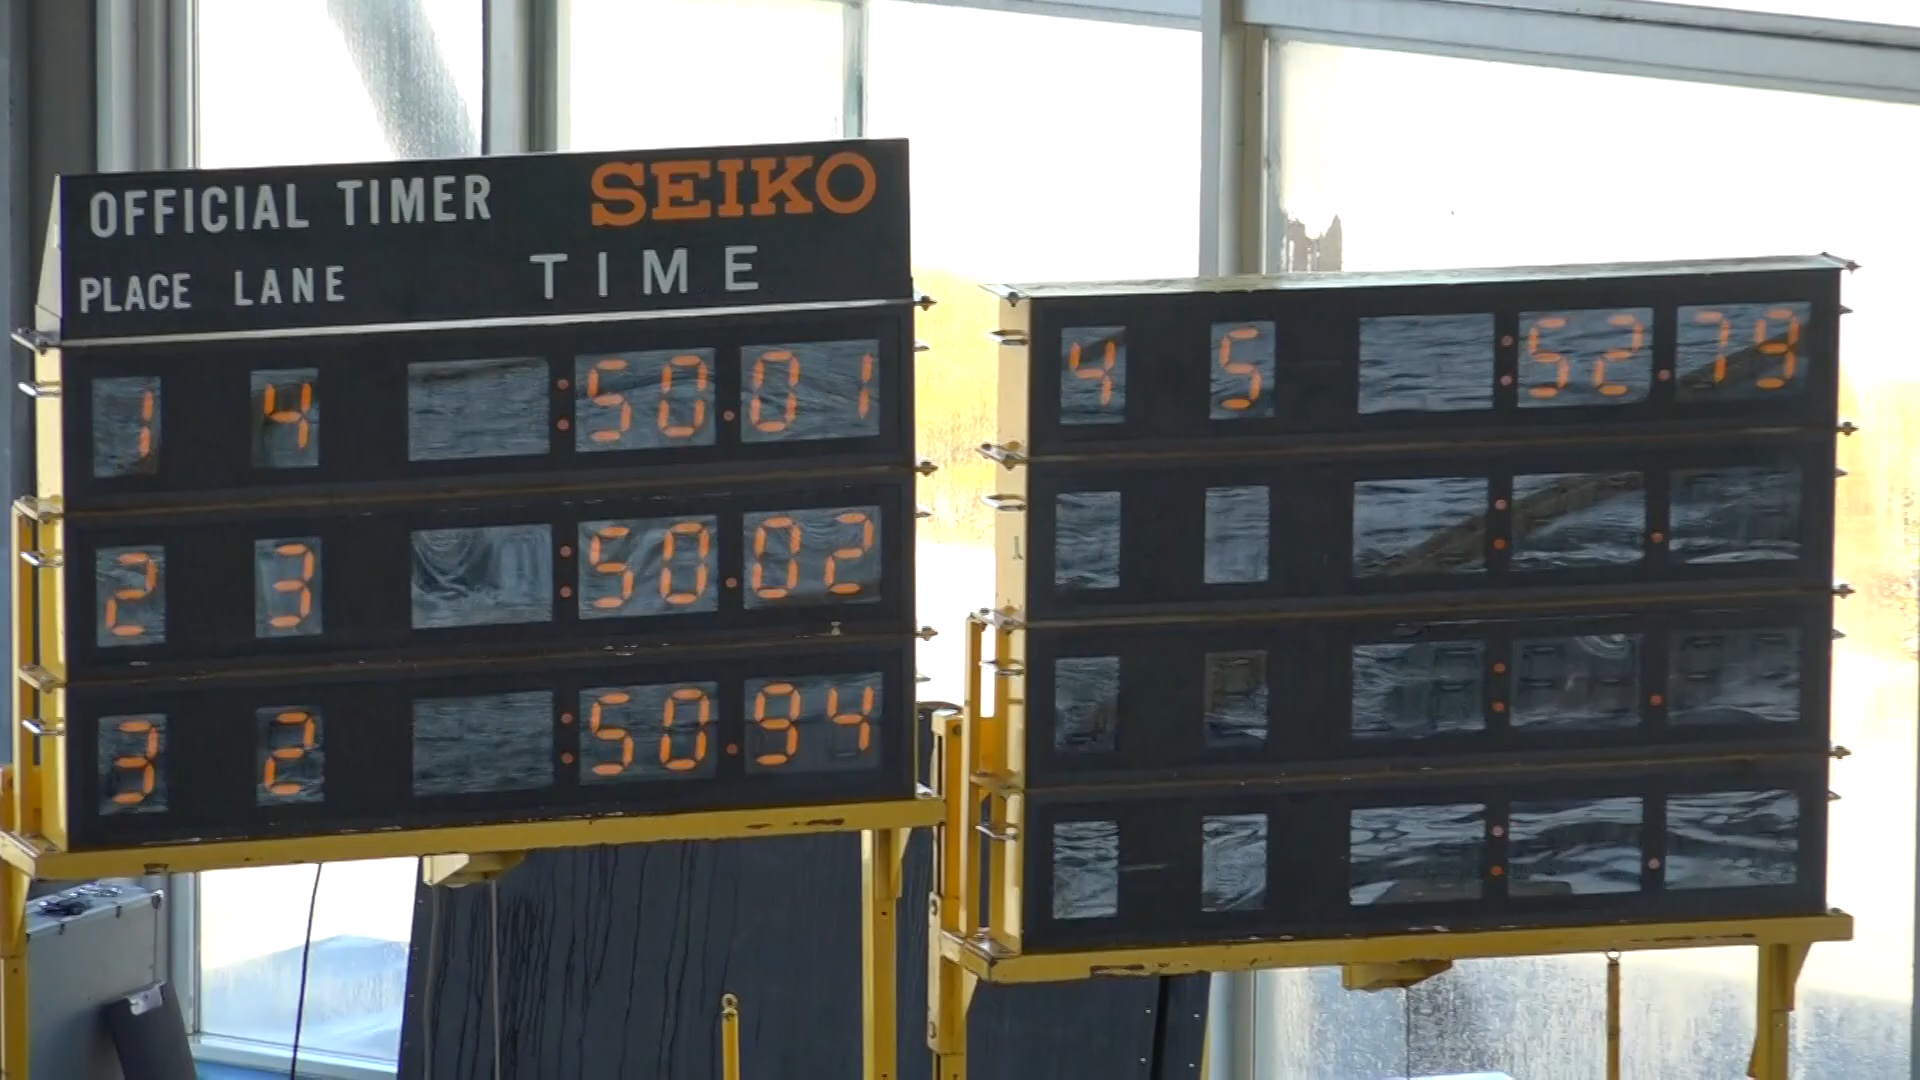 OFFICIAL TIMER SEIKO
PLACE LANE TIME
1 4 :50.01
2 3 :50.02
3 2 :50.94
4 5 :52.79